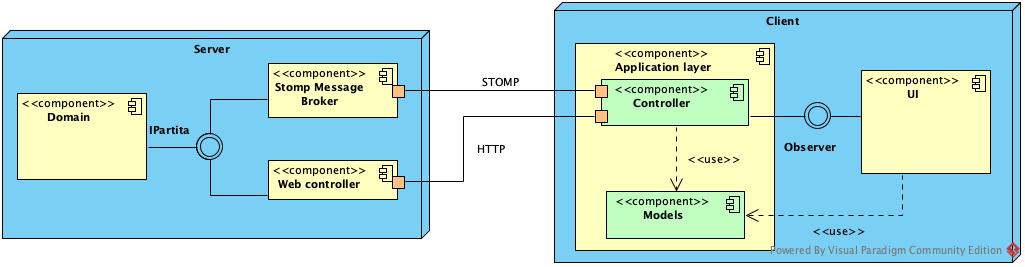 Server
<<component>>
Domain
IPartita
<<component>>
Stomp Message
Broker
<<component>>
Web controller
STOMP
HTTP
Client
<<component>>
Application layer
<<component>>
Controller
<<use>>
<<component>>
Models
Observer
<<component>>
UI
<<use>>
Powered By Visual Paradigm Community Edition